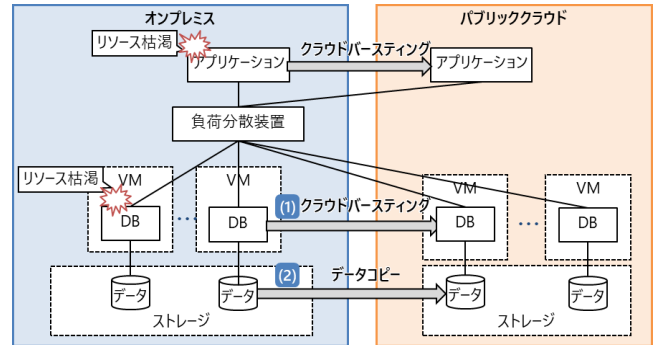 オンプレミス
パブリッククラウド
リソース枯渇
クラウドバースティング
アプリケーション
アプリケーション
負荷分散装置
リソース枯渇
VM
VM
VM
VM
(1)
クラウドバースティング
DB
…
DB
DB
…
DB
(2)
データコピー
データ
データ
データ
データ
ストレージ
ストレージ